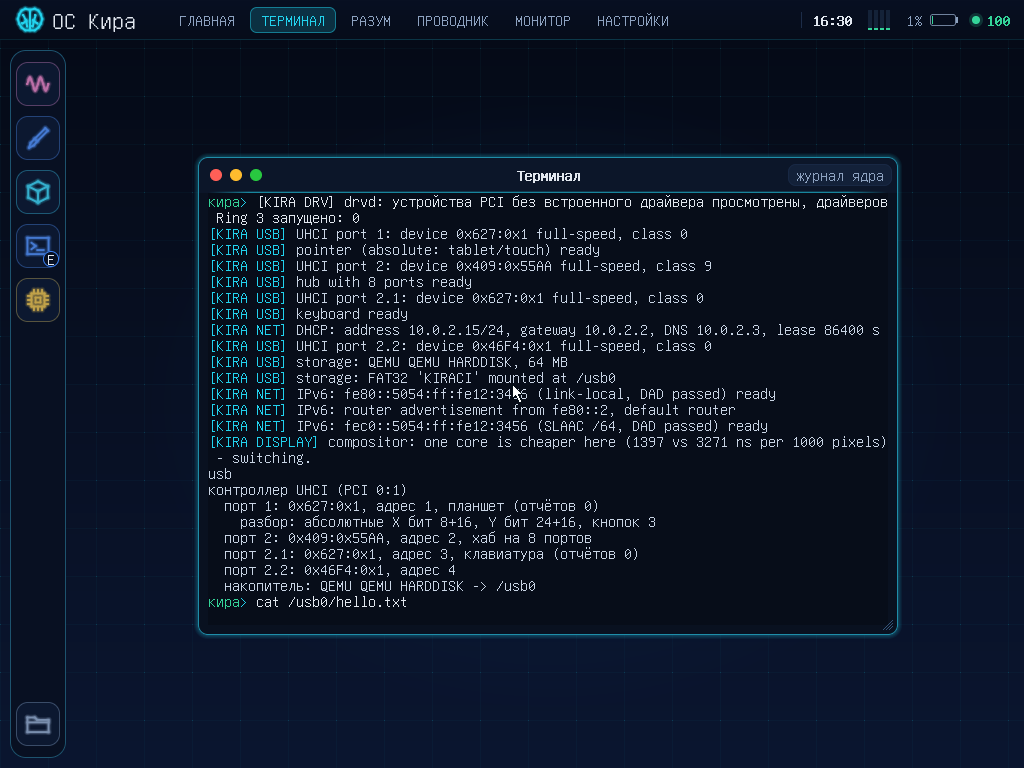 ОС Кира
ГЛАВНАЯ ТЕРМИНАЛ РАЗУМ ПРОВОДНИК МОНИТОР НАСТРОЙКИ
16:30 1% 100
E
Терминал
журнал ядра
кира> [KIRA DRV] drvd: устройства PCI без встроенного драйвера просмотрены, драйверов
Ring 3 запущено: 0
[KIRA USB] UHCI port 1: device 0x627:0x1 full-speed, class 0
[KIRA USB] pointer (absolute: tablet/touch) ready
[KIRA USB] UHCI port 2: device 0x409:0x55AA full-speed, class 9
[KIRA USB] hub with 8 ports ready
[KIRA USB] UHCI port 2.1: device 0x627:0x1 full-speed, class 0
[KIRA USB] keyboard ready
[KIRA NET] DHCP: address 10.0.2.15/24, gateway 10.0.2.2, DNS 10.0.2.3, lease 86400 s
[KIRA USB] UHCI port 2.2: device 0x46F4:0x1 full-speed, class 0
[KIRA USB] storage: QEMU QEMU HARDDISK, 64 MB
[KIRA USB] storage: FAT32 'KIRACI' mounted at /usb0
[KIRA NET] IPv6: fe80::5054:ff:fe12:3456 (link-local, DAD passed) ready
[KIRA NET] IPv6: router advertisement from fe80::2, default router
[KIRA NET] IPv6: fec0::5054:ff:fe12:3456 (SLAAC /64, DAD passed) ready
[KIRA DISPLAY] compositor: one core is cheaper here (1397 vs 3271 ns per 1000 pixels)
- switching.
usb
контроллер UHCI (PCI 0:1)
порт 1: 0x627:0x1, адрес 1, планшет (отчётов 0)
разбор: абсолютные X бит 8+16, Y бит 24+16, кнопок 3
порт 2: 0x409:0x55AA, адрес 2, хаб на 8 портов
порт 2.1: 0x627:0x1, адрес 3, клавиатура (отчётов 0)
порт 2.2: 0x46F4:0x1, адрес 4
накопитель: QEMU QEMU HARDDISK -> /usb0
кира> cat /usb0/hello.txt